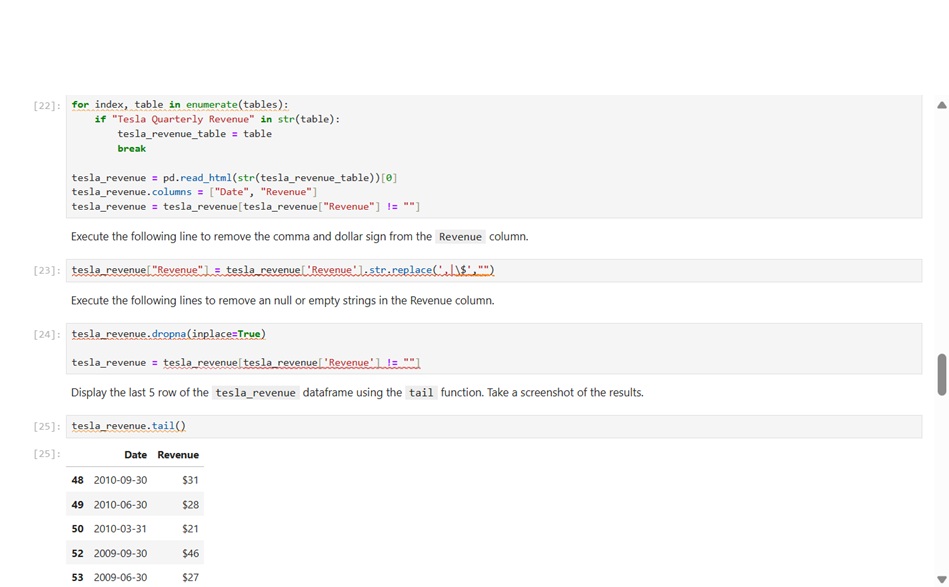 [22]:
for index, table in enumerate(tables):
    if "Tesla Quarterly Revenue" in str(table):
        tesla_revenue_table = table
        break
tesla_revenue = pd.read_html(str(tesla_revenue_table))[0]
tesla_revenue.columns = ["Date", "Revenue"]
tesla_revenue = tesla_revenue[tesla_revenue["Revenue"] != ""]
Execute the following line to remove the comma and dollar sign from the Revenue column.
[23]:
tesla_revenue["Revenue"] = tesla_revenue['Revenue'].str.replace(',|\$',"")
Execute the following lines to remove an null or empty strings in the Revenue column.
[24]:
tesla_revenue.dropna(inplace=True)
tesla_revenue = tesla_revenue[tesla_revenue['Revenue'] != ""]
Display the last 5 row of the tesla_revenue dataframe using the tail function. Take a screenshot of the results.
[25]:
tesla_revenue.tail()
[25]:
Date Revenue
48 2010-09-30 $31
49 2010-06-30 $28
50 2010-03-31 $21
52 2009-09-30 $46
53 2009-06-30 $27